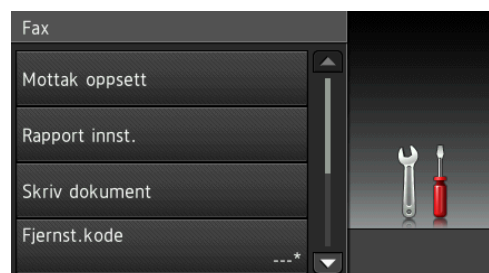 Fax
Mottak oppsett
Rapport innst.
Skriv dokument
Fjernst.kode
---*